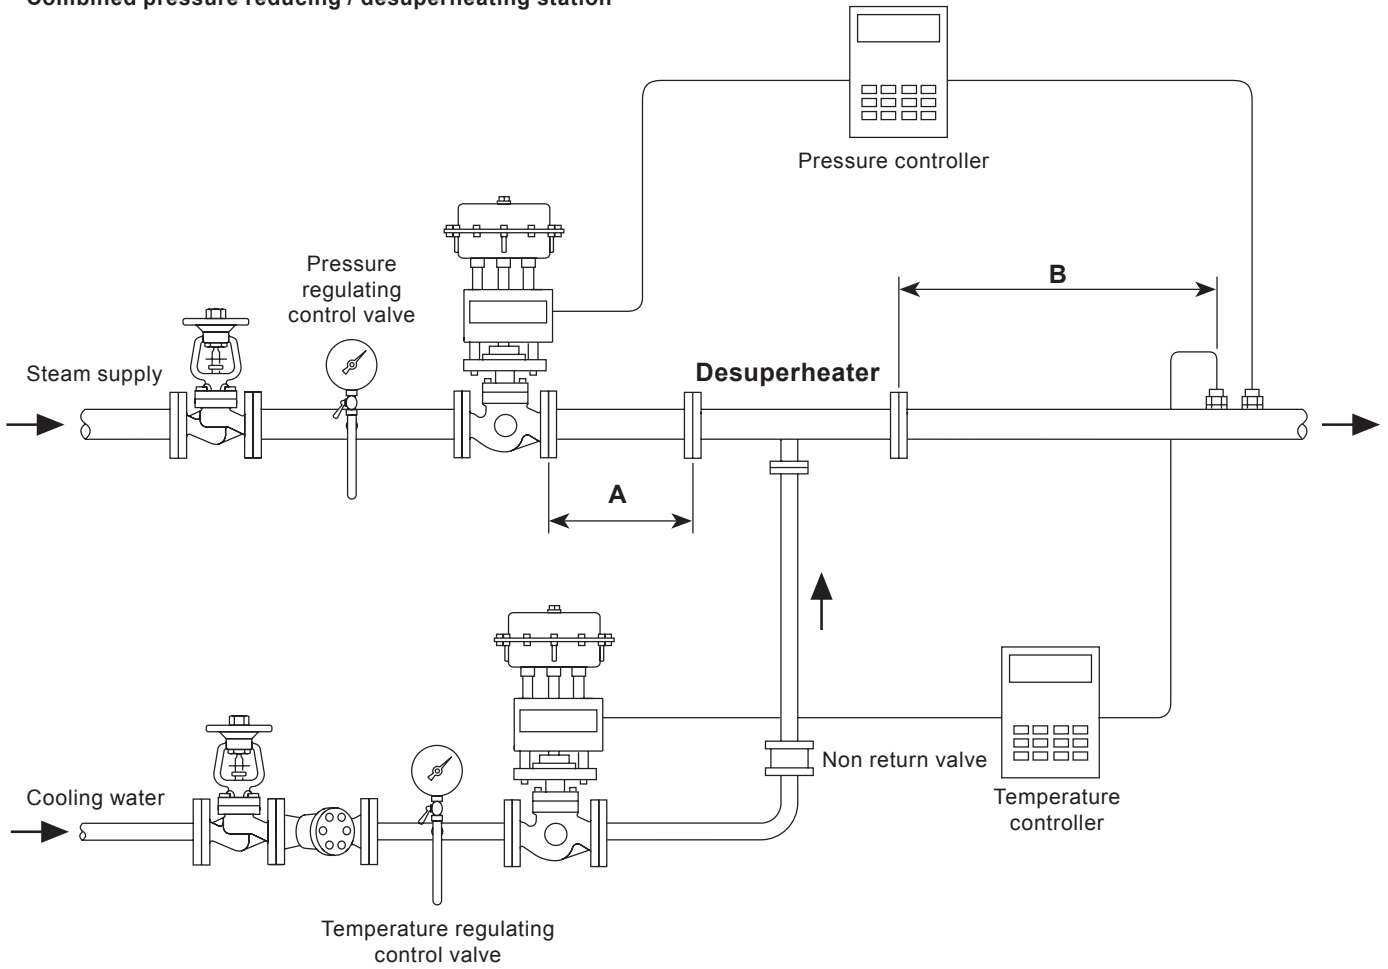 Combined pressure reducing / desuperheating station
Pressure controller
Pressure
regulating
control valve
B
Steam supply
Desuperheater
A
Non return valve
Cooling water
Temperature
controller
Temperature regulating
control valve